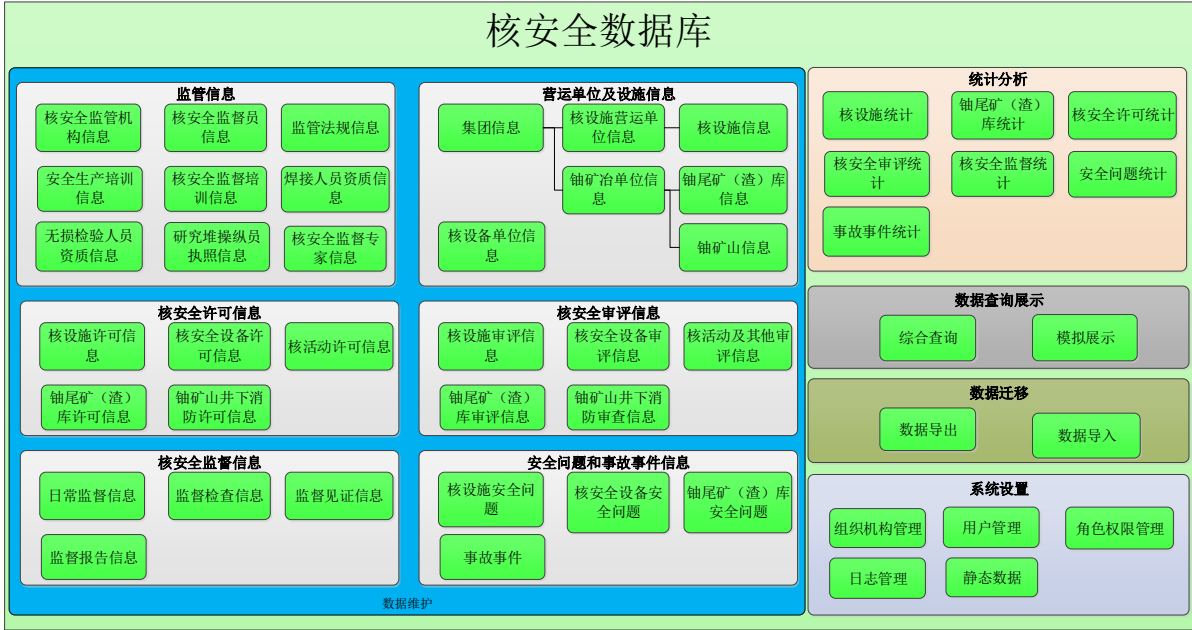 核安全数据库
监管信息
核安全监管机
构信息
核安全监督员
信息
监管法规信息
安全生产培训
信息
核安全监督培
训信息
焊接人员资质信
息
无损检验人员
资质信息
研究堆操纵员
执照信息
核安全监督专
家信息
营运单位及设施信息
集团信息
核设施营运单
位信息
核设施信息
铀矿冶单位信
息
铀尾矿（渣）
库信息
核设备单位信
息
铀矿山信息
核安全许可信息
核设施许可信
息
核安全设备许
可信息
核活动许可信息
铀尾矿（渣）
库许可信息
铀矿山井下消
防许可信息
核安全审评信息
核设施审评信
息
核安全设备审
评信息
核活动及其他审
评信息
铀尾矿（渣）
库审评信息
铀矿山井下消
防审查信息
核安全监督信息
日常监督信息
监督检查信息
监督见证信息
监督报告信息
安全问题和事故事件信息
核设施安全问
题
核安全设备安
全问题
铀尾矿（渣）库
安全问题
事故事件
数据维护
统计分析
核设施统计
铀尾矿（渣）
库统计
核安全许可统计
核安全审评统
计
核安全监督统
计
安全问题统计
事故事件统计
数据查询展示
综合查询
模拟展示
数据迁移
数据导出
数据导入
系统设置
组织机构管理
用户管理
角色权限管理
日志管理
静态数据